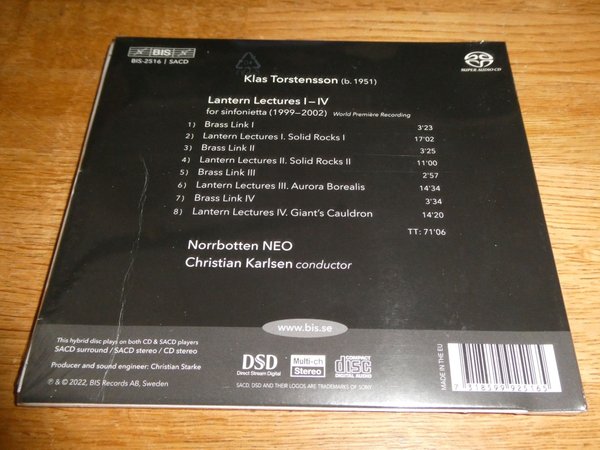 BIS
BIS-2516 | SACD
SUPER AUDIO CD
Klas Torstensson (b. 1951)
Lantern Lectures I–IV
for sinfonietta (1999–2002) World Première Recording
1) Brass Link I 3'23
2) Lantern Lectures I. Solid Rocks I 17'02
3) Brass Link II 3'25
4) Lantern Lectures II. Solid Rocks II 11'00
5) Brass Link III 2'57
6) Lantern Lectures III. Aurora Borealis 14'34
7) Brass Link IV 3'34
8) Lantern Lectures IV. Giant's Cauldron 14'20
TT: 71'06
Norrbotten NEO
Christian Karlsen conductor
www.bis.se
This hybrid disc plays on both CD & SACD players
SACD surround / SACD stereo / CD stereo
Producer and sound engineer: Christian Starke
℗ & © 2022, BIS Records AB, Sweden
DSD
Direct Stream Digital
Multi-ch
Stereo
COMPACT
disc
DIGITAL AUDIO
SACD, DSD AND THEIR LOGOS ARE TRADEMARKS OF SONY
MADE IN THE EU
7 318599 925163